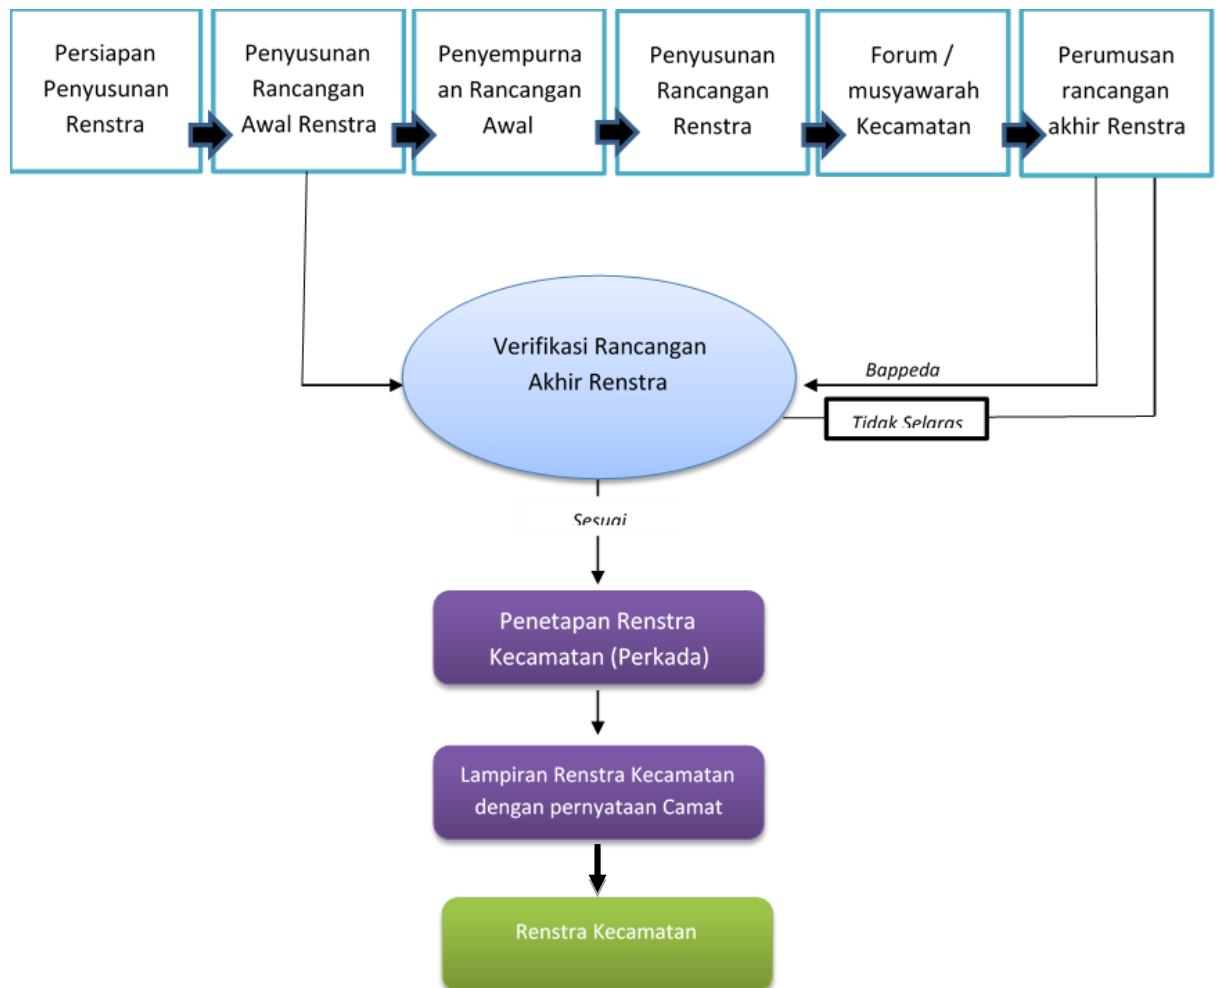 Persiapan
Penyusunan
Renstra
Penyusunan
Rancangan
Awal Renstra
Penyempurna
an Rancangan
Awal
Penyusunan
Rancangan
Renstra
Forum /
musyawarah
Kecamatan
Perumusan
rancangan
akhir Renstra
Verifikasi Rancangan
Akhir Renstra
Bappeda
Tidak Selaras
Sesuai
Penetapan Renstra
Kecamatan (Perkada)
Lampiran Renstra Kecamatan
dengan pernyataan Camat
Renstra Kecamatan